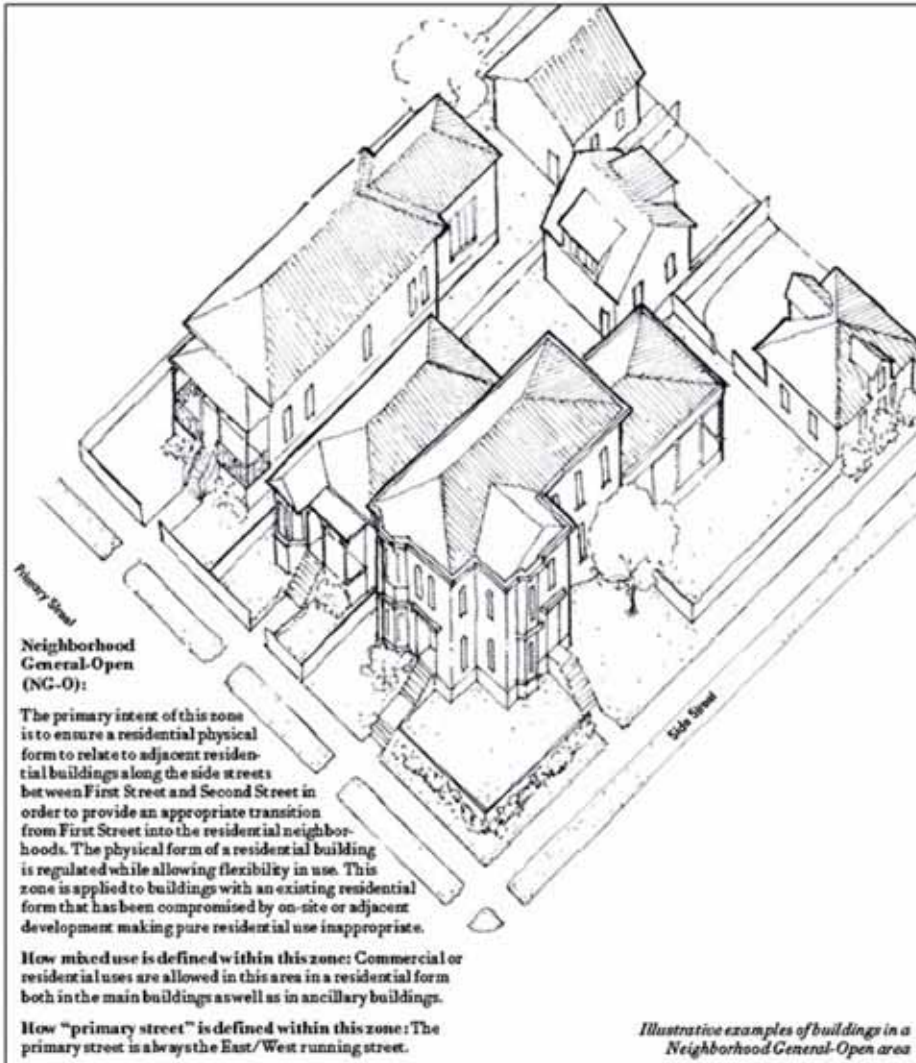 Primary Street
Side Street
Neighborhood
General-Open
(NG-O):
The primary intent of this zone
is to ensure a residential physical
form to relate to adjacent residen-
tial buildings along the side streets
between First Street and Second Street in
order to provide an appropriate transition
from First Street into the residential neighbor-
hoods. The physical form of a residential building
is regulated while allowing flexibility in use. This
zone is applied to buildings with an existing residential
form that has been compromised by on-site or adjacent
development making pure residential use inappropriate.
How mixed use is defined within this zone: Commercial or
residential uses are allowed in this area in a residential form
both in the main buildings as well as in ancillary buildings.
How “primary street” is defined within this zone: The
primary street is always the East/West running street.
Illustrative examples of buildings in a
Neighborhood General-Open area